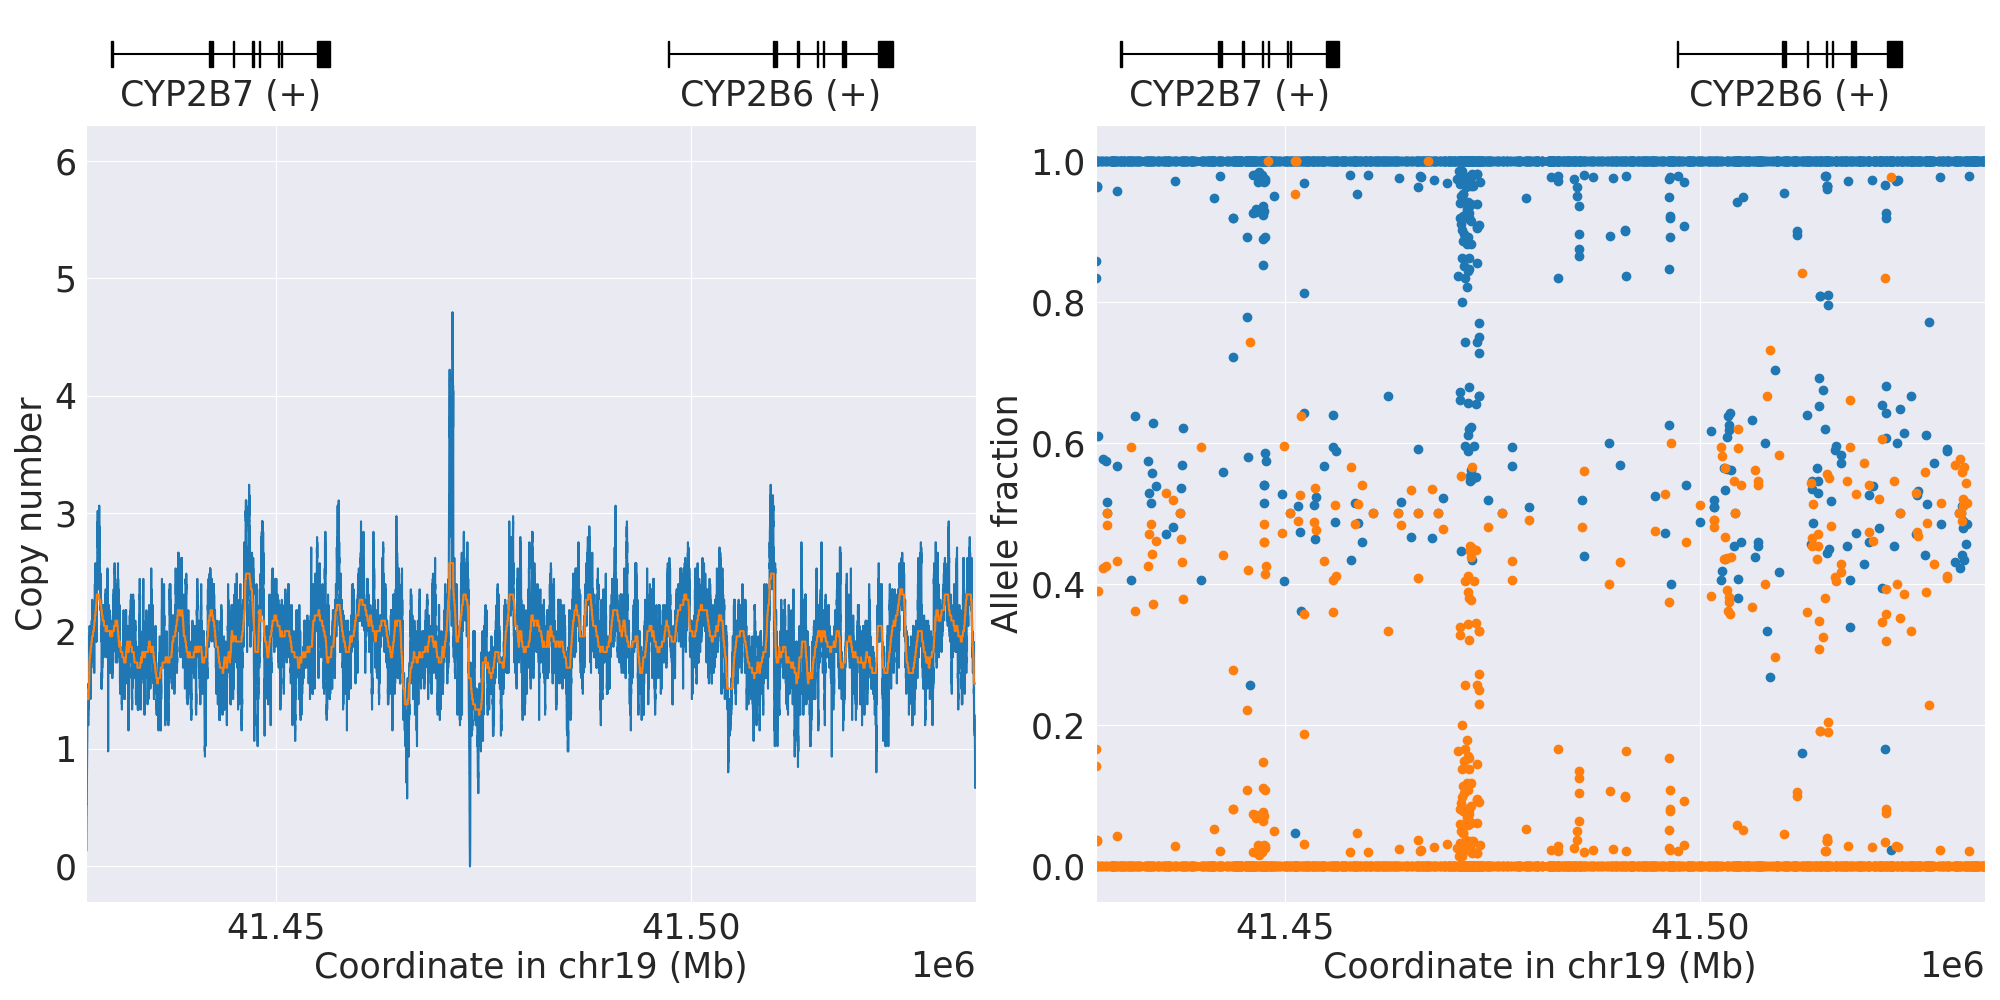 CYP2B7 (+) CYP2B6 (+)
CYP2B7 (+) CYP2B6 (+)
Copy number
6
5
4
3
2
1
0
41.45 41.50
Coordinate in chr19 (Mb) 1e6
Allele fraction
1.0
0.8
0.6
0.4
0.2
0.0
41.45 41.50
Coordinate in chr19 (Mb) 1e6